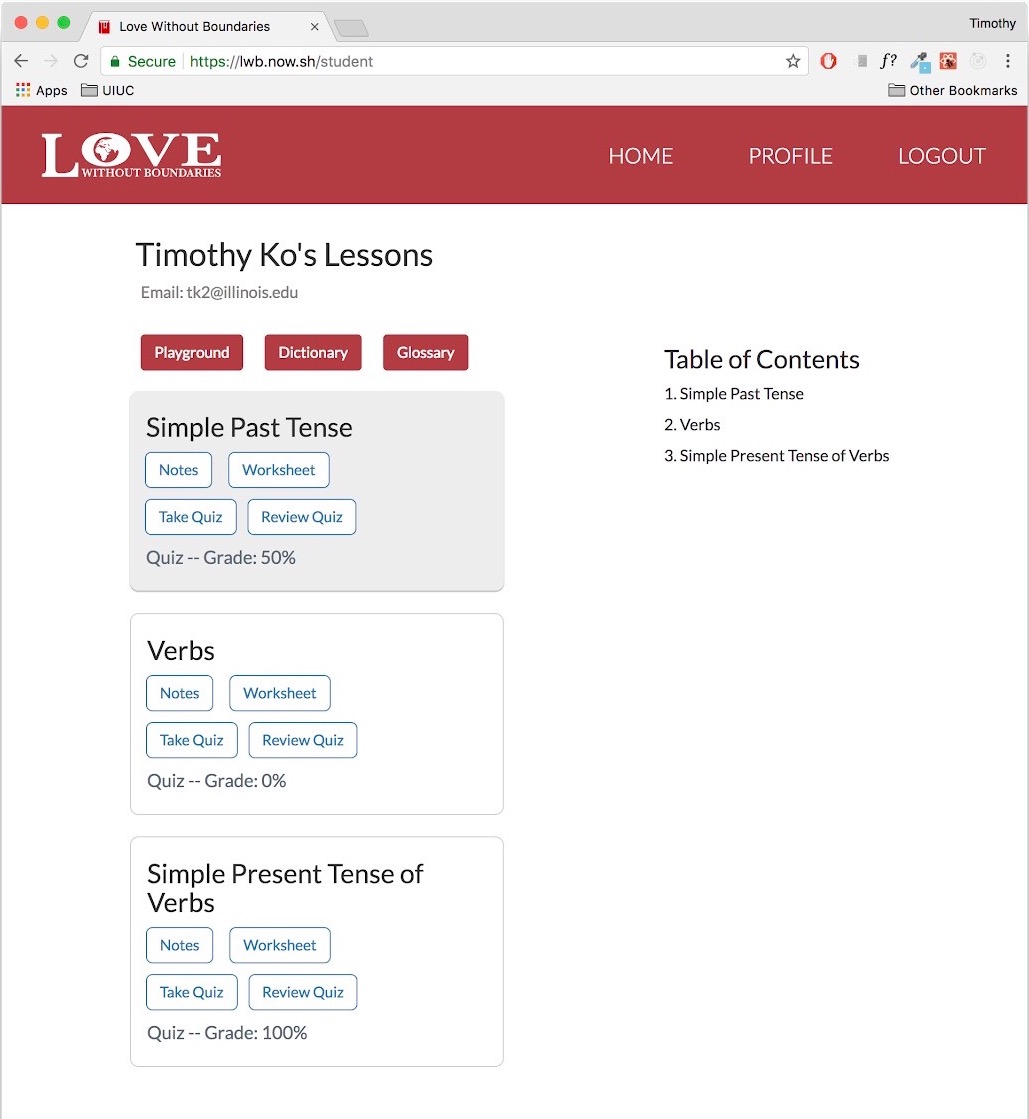 Love Without Boundaries
Timothy
Secure https://lwb.now.sh/student
f?
Apps UIUC Other Bookmarks
LOVE
WITHOUT BOUNDARIES
HOME PROFILE LOGOUT
Timothy Ko's Lessons
Email: tk2@illinois.edu
Playground Dictionary Glossary
Simple Past Tense
Notes Worksheet
Take Quiz Review Quiz
Quiz -- Grade: 50%
Verbs
Notes Worksheet
Take Quiz Review Quiz
Quiz -- Grade: 0%
Simple Present Tense of
Verbs
Notes Worksheet
Take Quiz Review Quiz
Quiz -- Grade: 100%
Table of Contents
1. Simple Past Tense
2. Verbs
3. Simple Present Tense of Verbs